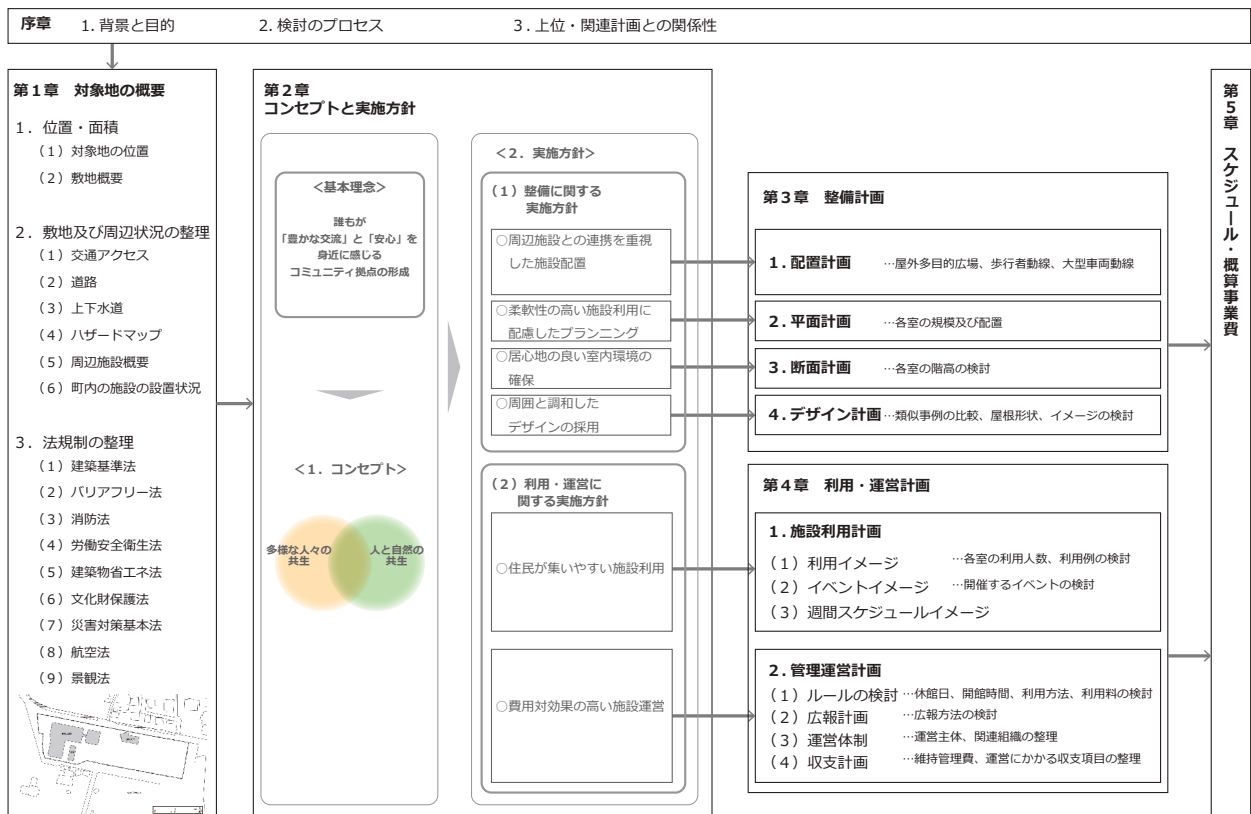 序章 1. 背景と目的 2. 検討のプロセス 3. 上位・関連計画との関係性
第1章 対象地の概要
1. 位置・面積
(1) 対象地の位置
(2) 敷地概要
2. 敷地及び周辺状況の整理
(1) 交通アクセス
(2) 道路
(3) 上下水道
(4) ハザードマップ
(5) 周辺施設概要
(6) 町内の施設の設置状況
3. 法規制の整理
(1) 建築基準法
(2) バリアフリー法
(3) 消防法
(4) 労働安全衛生法
(5) 建築物省エネ法
(6) 文化財保護法
(7) 災害対策基本法
(8) 航空法
(9) 景観法
第2章
コンセプトと実施方針
<基本理念>
誰もが
「豊かな交流」と「安心」を
身近に感じる
コミュニティ拠点の形成
<1. コンセプト>
多様な人々の
共生
人と自然の
共生
<2. 実施方針>
(1) 整備に関する
実施方針
○周辺施設との連携を重視
した施設配置
○柔軟性の高い施設利用に
配慮したプランニング
○居心地の良い室内環境の
確保
○周囲と調和した
デザインの採用
(2) 利用・運営に
関する実施方針
○住民が集いやすい施設利用
○費用対効果の高い施設運営
第3章 整備計画
1. 配置計画 …屋外多目的広場、歩行者動線、大型車両動線
2. 平面計画 …各室の規模及び配置
3. 断面計画 …各室の階高の検討
4. デザイン計画 …類似事例の比較、屋根形状、イメージの検討
第4章 利用・運営計画
1. 施設利用計画
(1) 利用イメージ …各室の利用人数、利用例の検討
(2) イベントイメージ …開催するイベントの検討
(3) 週間スケジュールイメージ
2. 管理運営計画
(1) ルールの検討 …休館日、開館時間、利用方法、利用料の検討
(2) 広報計画 …広報方法の検討
(3) 運営体制 …運営主体、関連組織の整理
(4) 収支計画 …維持管理費、運営にかかる収支項目の整理
第5章 スケジュール・概算事業費